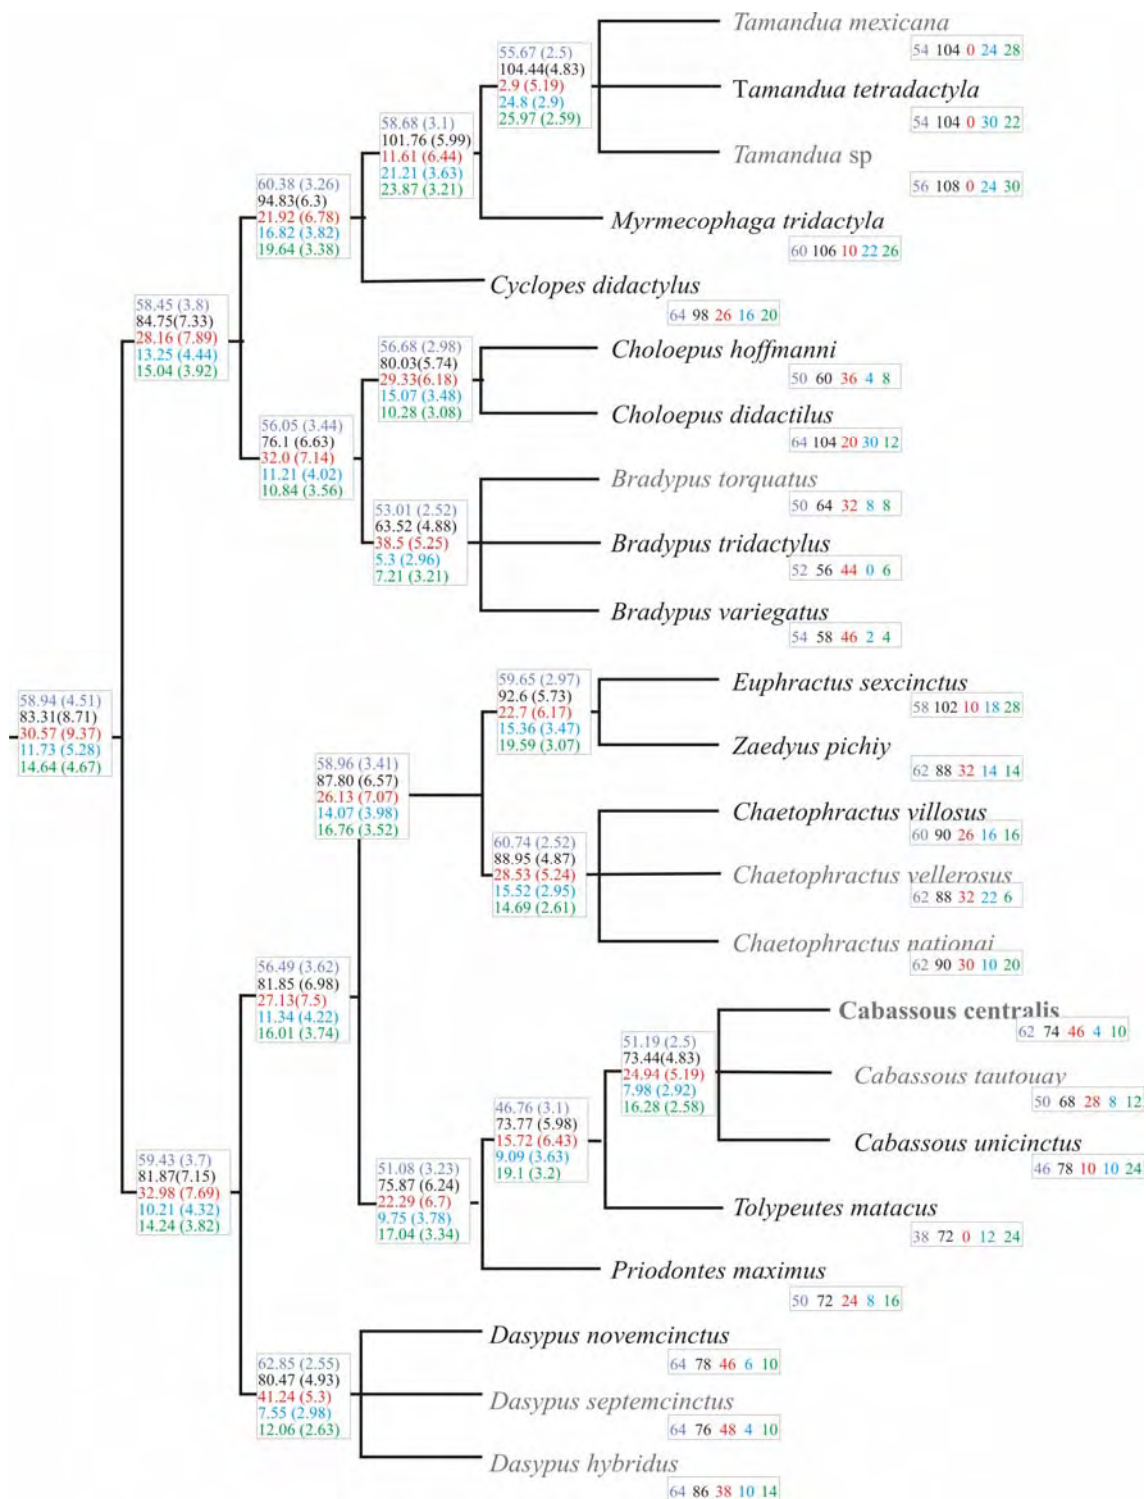 Tamandua mexicana
54 104 0 24 28
55.67 (2.5)
104.44(4.83)
2.9 (5.19)
24.8 (2.9)
25.97 (2.59)
Tamandua tetradactyla
54 104 0 30 22
58.68 (3.1)
101.76 (5.99)
11.61 (6.44)
21.21 (3.63)
23.87 (3.21)
Tamandua sp
56 108 0 24 30
60.38 (3.26)
94.83(6.3)
21.92 (6.78)
16.82 (3.82)
19.64 (3.38)
Myrmecophaga tridactyla
60 106 10 22 26
Cyclopes didactylus
64 98 26 16 20
58.45 (3.8)
84.75(7.33)
28.16 (7.89)
13.25 (4.44)
15.04 (3.92)
Choloepus hoffmanni
50 60 36 4 8
56.68 (2.98)
80.03(5.74)
29.33(6.18)
15.07 (3.48)
10.28 (3.08)
Choloepus didactilus
64 104 20 30 12
56.05 (3.44)
76.1 (6.63)
32.0 (7.14)
11.21 (4.02)
10.84 (3.56)
Bradypus torquatus
50 64 32 8 8
53.01 (2.52)
63.52 (4.88)
38.5 (5.25)
5.3 (2.96)
7.21 (3.21)
Bradypus tridactylus
52 56 44 0 6
Bradypus variegatus
54 58 46 2 4
59.65 (2.97)
92.6 (5.73)
22.7 (6.17)
15.36 (3.47)
19.59 (3.07)
Euphractus sexcinctus
58 102 10 18 28
58.94 (4.51)
83.31(8.71)
30.57 (9.37)
11.73 (5.28)
14.64 (4.67)
Zaedyus pichiy
62 88 32 14 14
58.96 (3.41)
87.80 (6.57)
26.13 (7.07)
14.07 (3.98)
16.76 (3.52)
Chaetophractus villosus
60 90 26 16 16
60.74 (2.52)
88.95 (4.87)
28.53 (5.24)
15.52 (2.95)
14.69 (2.61)
Chaetophractus vellerosus
62 88 32 22 6
Chaetophractus nationai
62 90 30 10 20
56.49 (3.62)
81.85 (6.98)
27.13(7.5)
11.34 (4.22)
16.01 (3.74)
Cabassous centralis
62 74 46 4 10
51.19 (2.5)
73.44(4.83)
24.94 (5.19)
7.98 (2.92)
16.28 (2.58)
Cabassous tautouay
50 68 28 8 12
46.76 (3.1)
73.77 (5.98)
15.72 (6.43)
9.09 (3.63)
19.1 (3.2)
Cabassous unicinctus
46 78 10 10 24
59.43 (3.7)
81.87(7.15)
32.98 (7.69)
10.21 (4.32)
14.24 (3.82)
51.08 (3.23)
75.87 (6.24)
22.29 (6.7)
9.75 (3.78)
17.04 (3.34)
Tolypeutes matacus
38 72 0 12 24
Priodontes maximus
50 72 24 8 16
Dasypus novemcinctus
64 78 46 6 10
62.85 (2.55)
80.47 (4.93)
41.24 (5.3)
7.55 (2.98)
12.06 (2.63)
Dasypus septemcinctus
64 76 48 4 10
Dasypus hybridus
64 86 38 10 14